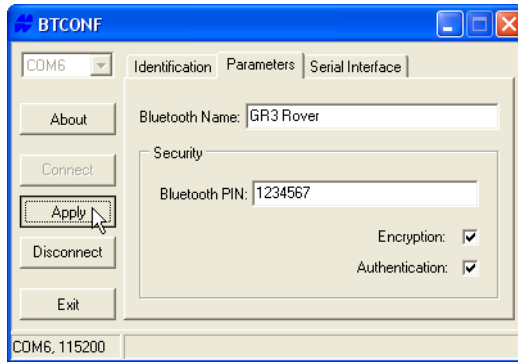 BTCONF
COM6
Identification Parameters Serial Interface
About
Bluetooth Name: GR3 Rover
Connect
Security
Bluetooth PIN: 1234567
Apply
Encryption:
Disconnect
Authentication:
Exit
COM6, 115200